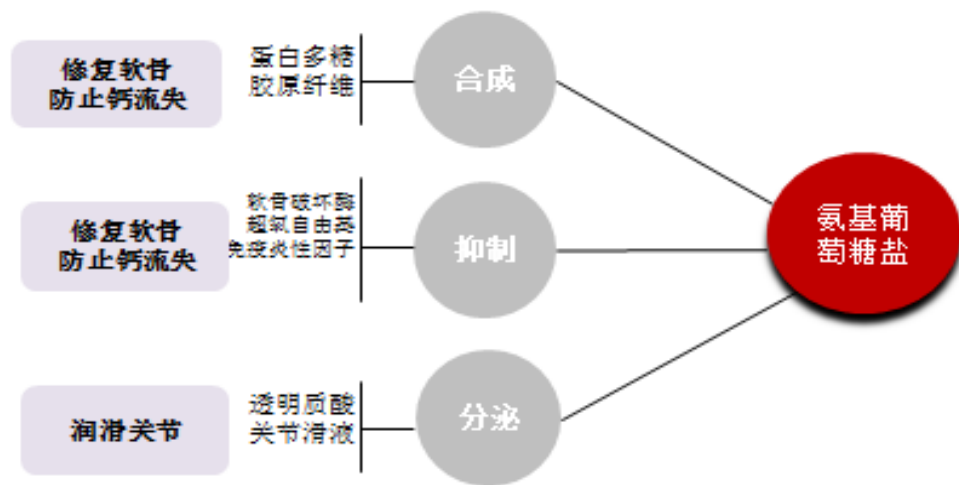 修复软骨
防止钙流失
蛋白多糖
胶原纤维
合成
修复软骨
防止钙流失
软骨破坏酶
超氧自由基
免疫炎性因子
抑制
氨基葡
萄糖盐
润滑关节
透明质酸
关节滑液
分泌